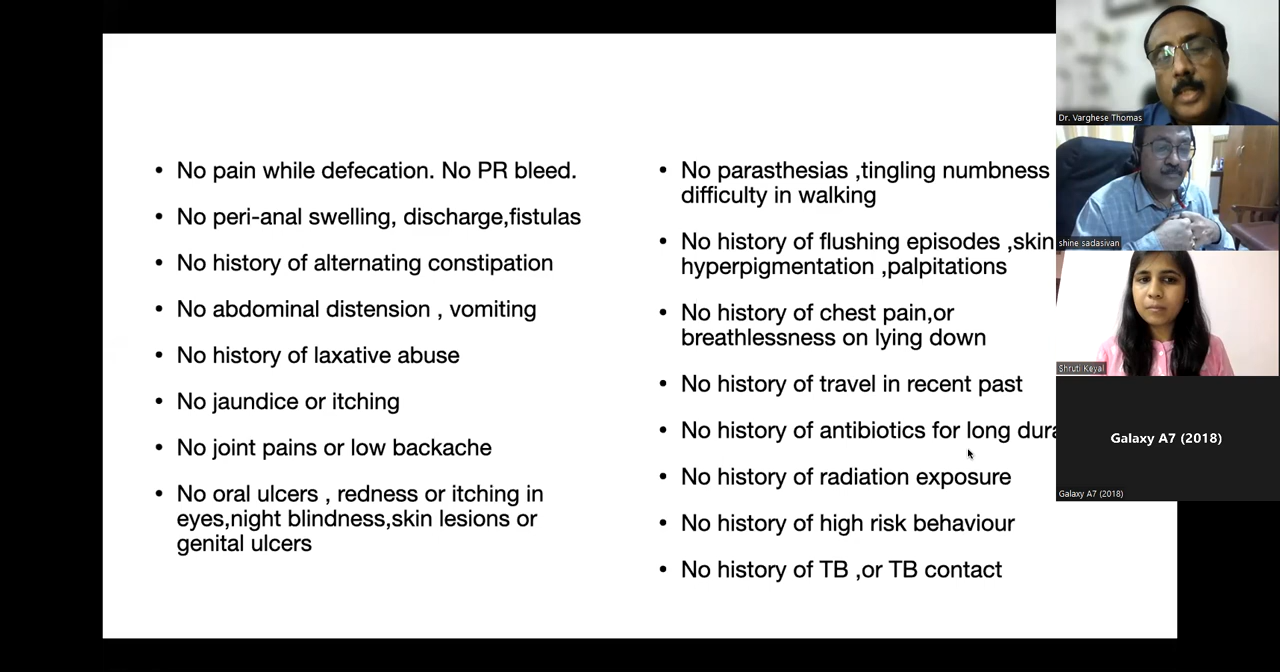 No pain while defecation. No PR bleed.
No peri-anal swelling, discharge,fistulas
No history of alternating constipation
No abdominal distension , vomiting
No history of laxative abuse
No jaundice or itching
No joint pains or low backache
No oral ulcers , redness or itching in
eyes,night blindness,skin lesions or
genital ulcers
No parasthesias ,tingling numbness
difficulty in walking
No history of flushing episodes ,skin
hyperpigmentation ,palpitations
No history of chest pain,or
breathlessness on lying down
No history of travel in recent past
No history of antibiotics for long
No history of radiation exposure
No history of high risk behaviour
No history of TB ,or TB contact
Dr. Varghese Thomas
shine sadasivan
Shruti Keyal
Galaxy A7 (2018)
Galaxy A7 (2018)